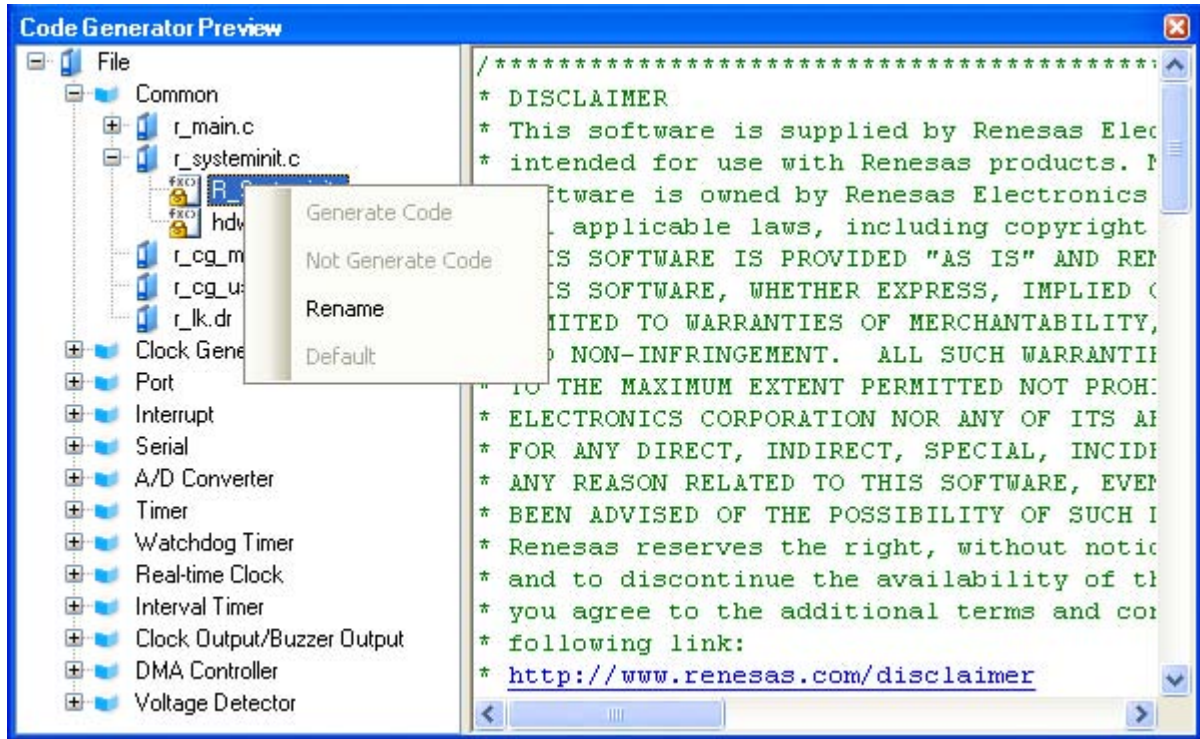 Code Generator Preview
File
Common
r_main.c
r_systeminit.c
hdw
r_cg_m
r_cg_u
r_lk.dr
Clock Gene
Port
Interrupt
Serial
A/D Converter
Timer
Watchdog Timer
Real-time Clock
Interval Timer
Clock Output/Buzzer Output
DMA Controller
Voltage Detector
Generate Code
Not Generate Code
Rename
Default
/******************************************
* DISCLAIMER
* This software is supplied by Renesas Elec
* intended for use with Renesas products.
tware is owned by Renesas Electronics
applicable laws, including copyright
IS SOFTWARE IS PROVIDED "AS IS" AND REN
IS SOFTWARE, WHETHER EXPRESS, IMPLIED
MITED TO WARRANTIES OF MERCHANTABILITY,
NON-INFRINGEMENT. ALL SUCH WARRANTIE
* TO THE MAXIMUM EXTENT PERMITTED NOT PROH
* ELECTRONICS CORPORATION NOR ANY OF ITS AF
* FOR ANY DIRECT, INDIRECT, SPECIAL, INCIDE
* ANY REASON RELATED TO THIS SOFTWARE, EVEN
* BEEN ADVISED OF THE POSSIBILITY OF SUCH
* Renesas reserves the right, without notic
* and to discontinue the availability of th
* you agree to the additional terms and con
* following link:
* http://www.renesas.com/disclaimer